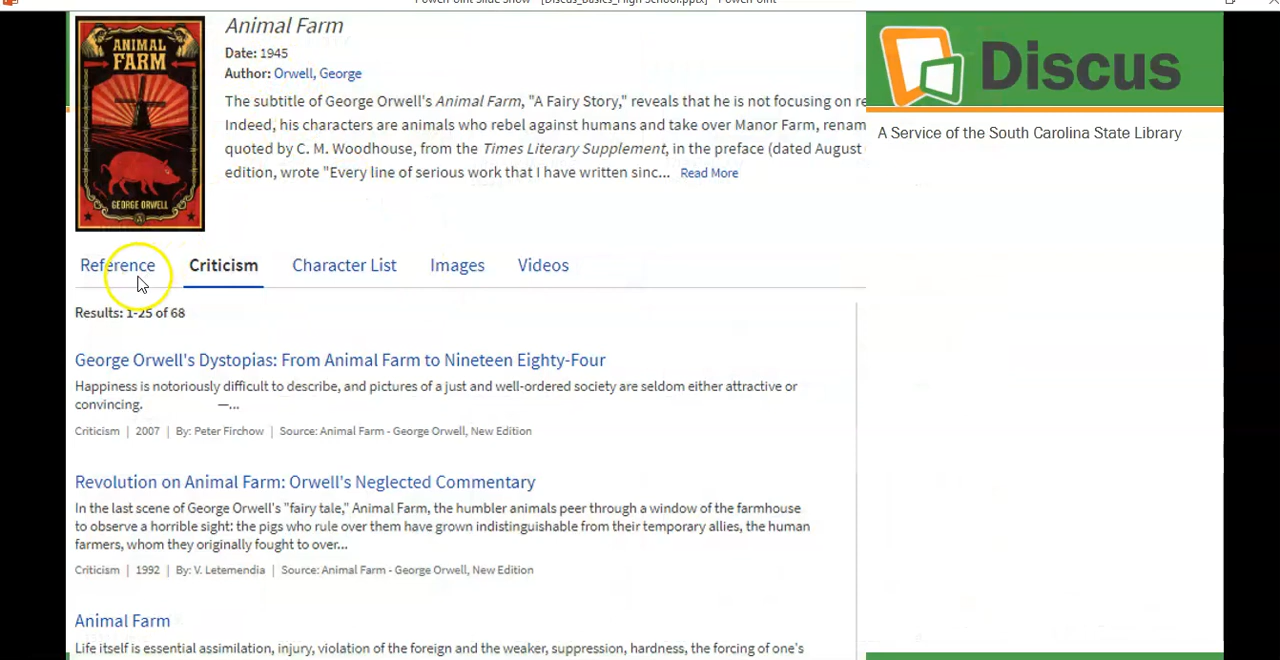 PowerPoint Slide Show - [Discus_Basics_High School.pptx] - PowerPoint
ANIMAL
FARM
GEORGE ORWELL
Animal Farm
Date: 1945
Author: Orwell, George
The subtitle of George Orwell's Animal Farm, "A Fairy Story," reveals that he is not focusing on re
Indeed, his characters are animals who rebel against humans and take over Manor Farm, renam
quoted by C. M. Woodhouse, from the Times Literary Supplement, in the preface (dated August
edition, wrote "Every line of serious work that I have written sinc... Read More
Discus
A Service of the South Carolina State Library
Reference Criticism Character List Images Videos
Results: 1-25 of 68
George Orwell's Dystopias: From Animal Farm to Nineteen Eighty-Four
Happiness is notoriously difficult to describe, and pictures of a just and well-ordered society are seldom either attractive or
convincing. —...
Criticism | 2007 | By: Peter Firchow | Source: Animal Farm - George Orwell, New Edition
Revolution on Animal Farm: Orwell's Neglected Commentary
In the last scene of George Orwell's "fairy tale," Animal Farm, the humbler animals peer through a window of the farmhouse
to observe a horrible sight: the pigs who rule over them have grown indistinguishable from their temporary allies, the human
farmers, whom they originally fought to over...
Criticism | 1992 | By: V. Letemendia | Source: Animal Farm - George Orwell, New Edition
Animal Farm
Life itself is essential assimilation, injury, violation of the foreign and the weaker, suppression, hardness, the forcing of one's